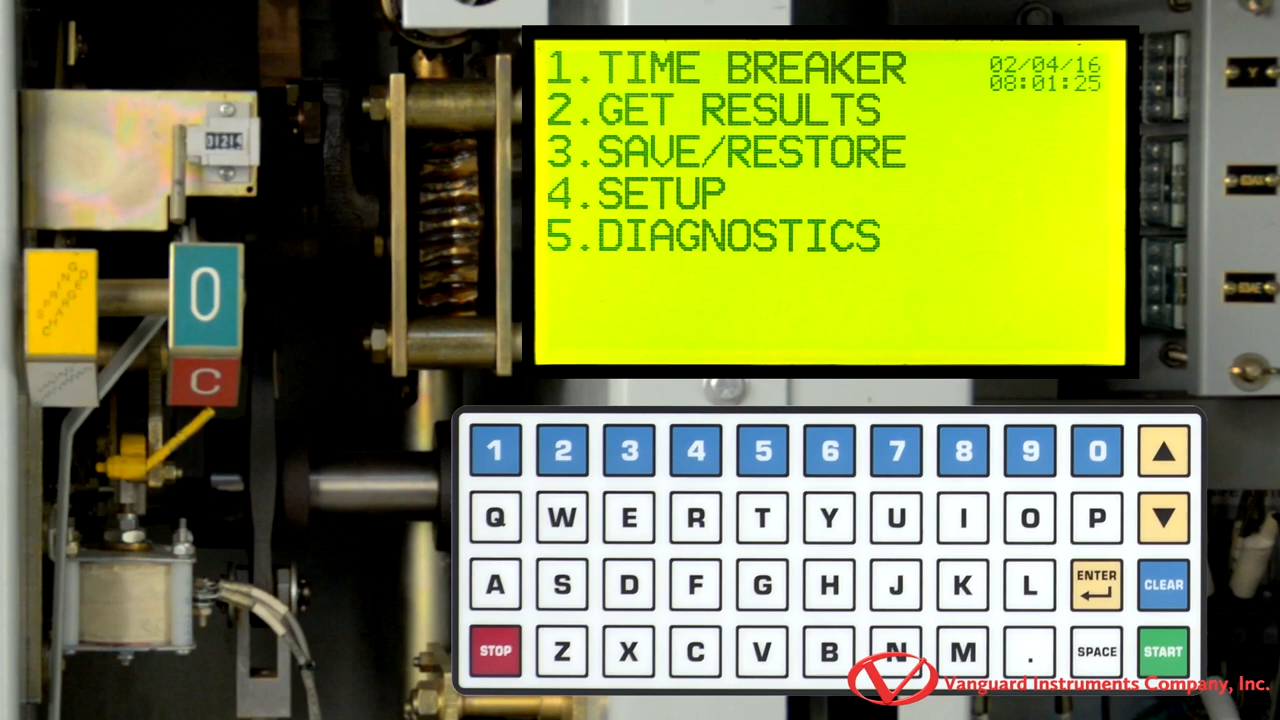 1.TIME BREAKER
02/04/16
08:01:25
2.GET RESULTS
3.SAVE/RESTORE
4.SETUP
5.DIAGNOSTICS
O
C
1 2 3 4 5 6 7 8 9 0 ▲
Q W E R T Y U I O P ▼
A S D F G H J K L ENTER CLEAR
STOP Z X C V B N M . SPACE START
Vanguard Instruments Company, Inc.